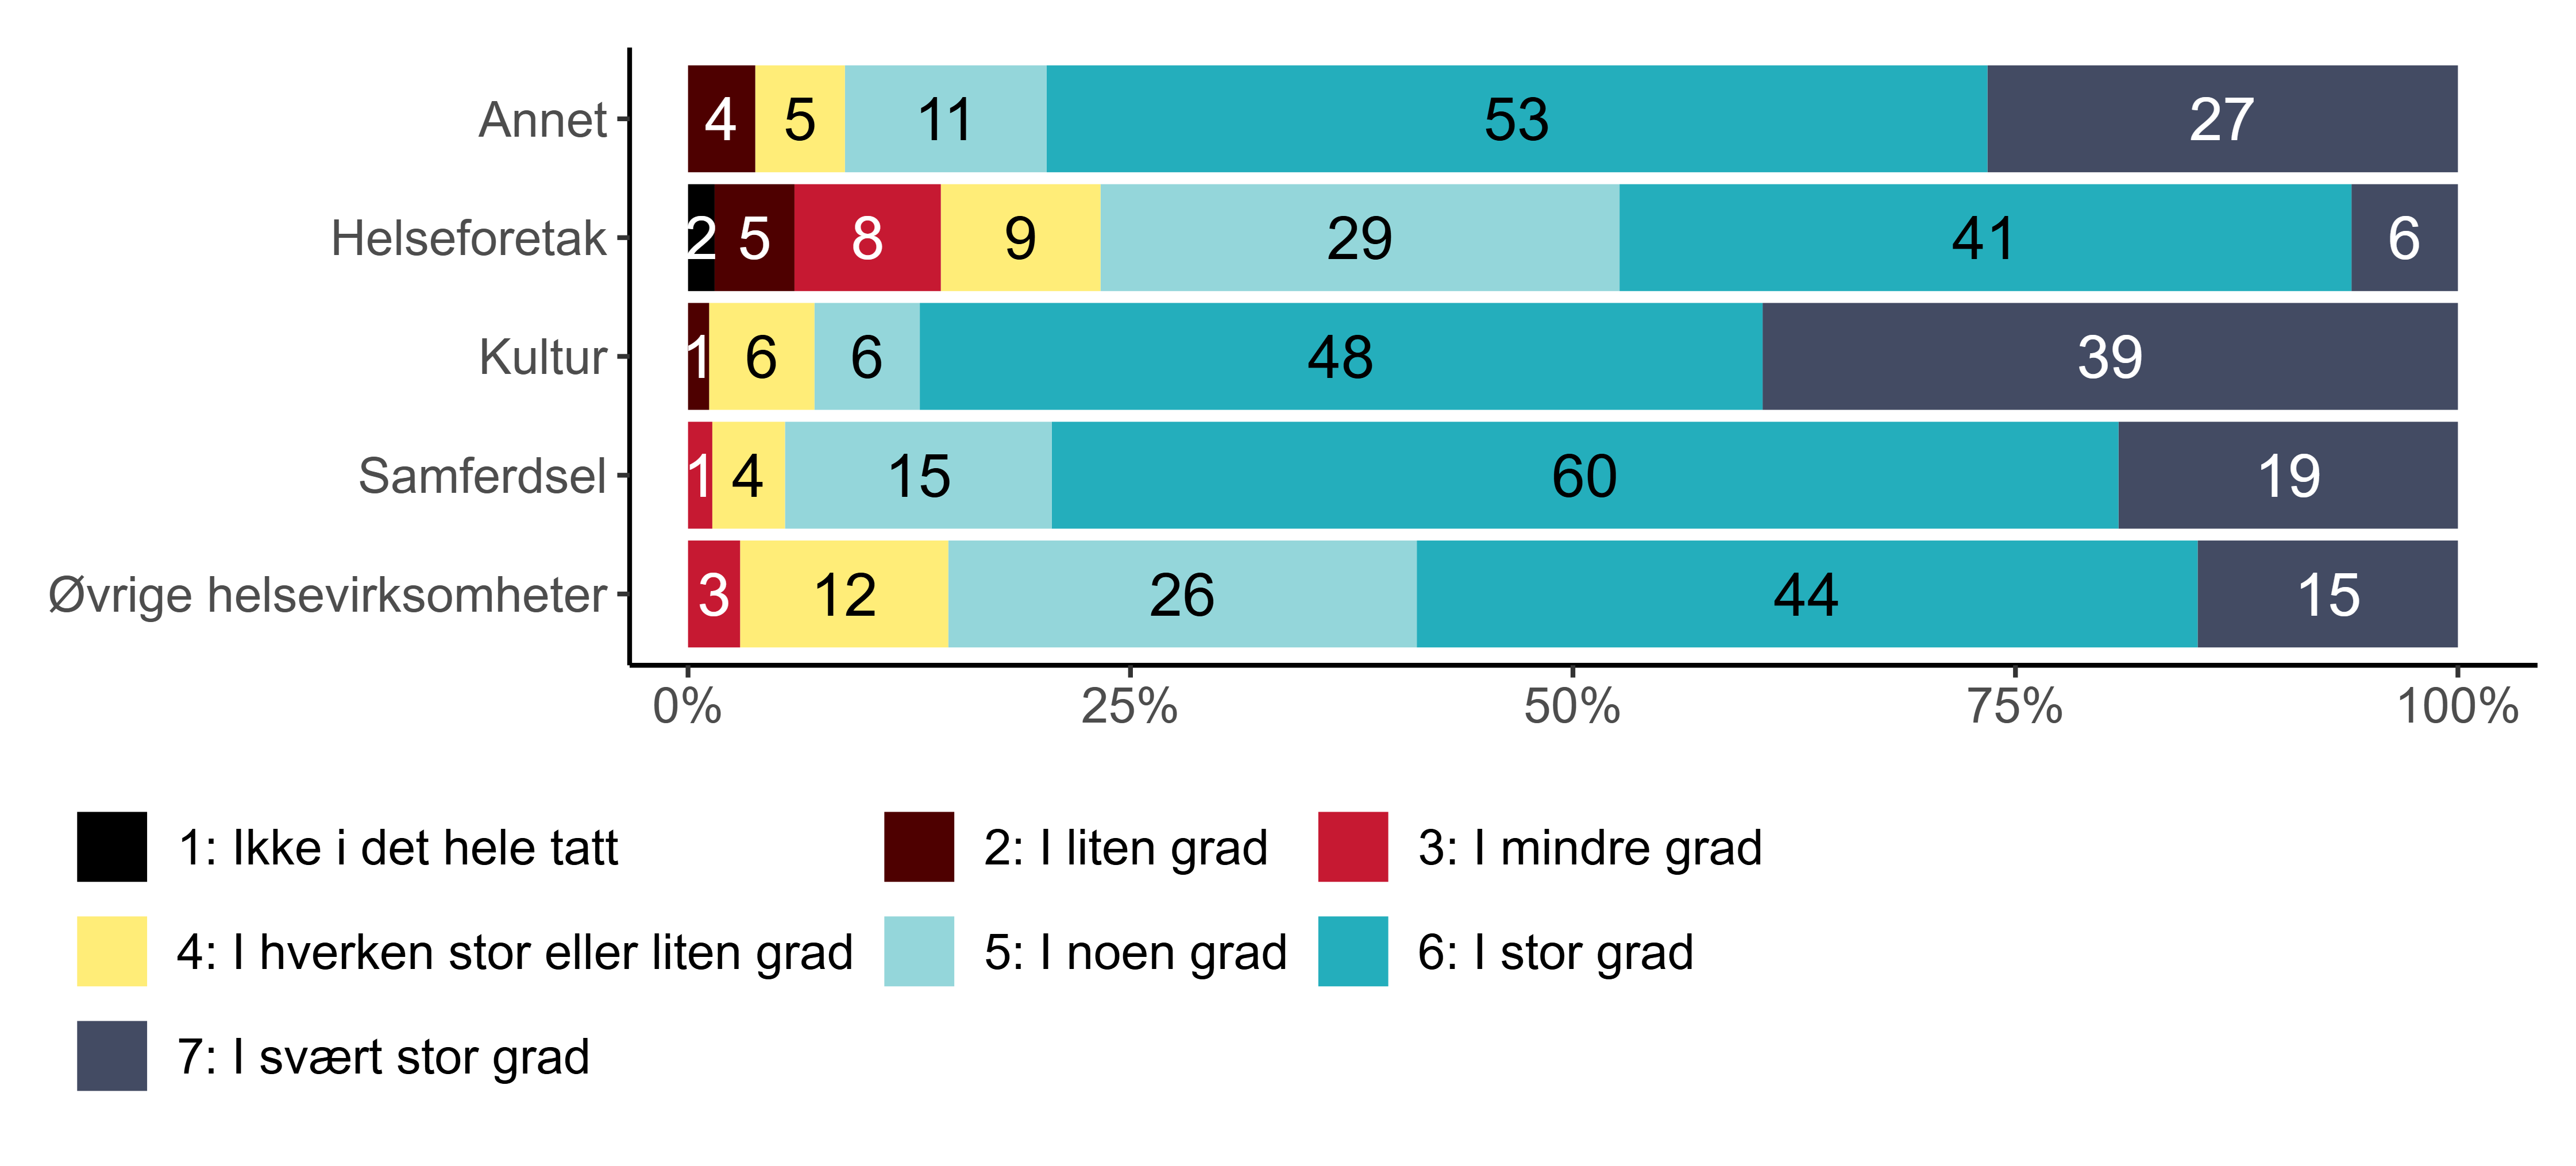 Annet 4 5 11 53 27
Helseforetak 2 5 8 9 29 41 6
Kultur 1 6 6 48 39
Samferdsel 1 4 15 60 19
Øvrige helsevirksomheter 3 12 26 44 15
0% 25% 50% 75% 100%
1: Ikke i det hele tatt 2: I liten grad 3: I mindre grad
4: I hverken stor eller liten grad 5: I noen grad 6: I stor grad
7: I svært stor grad